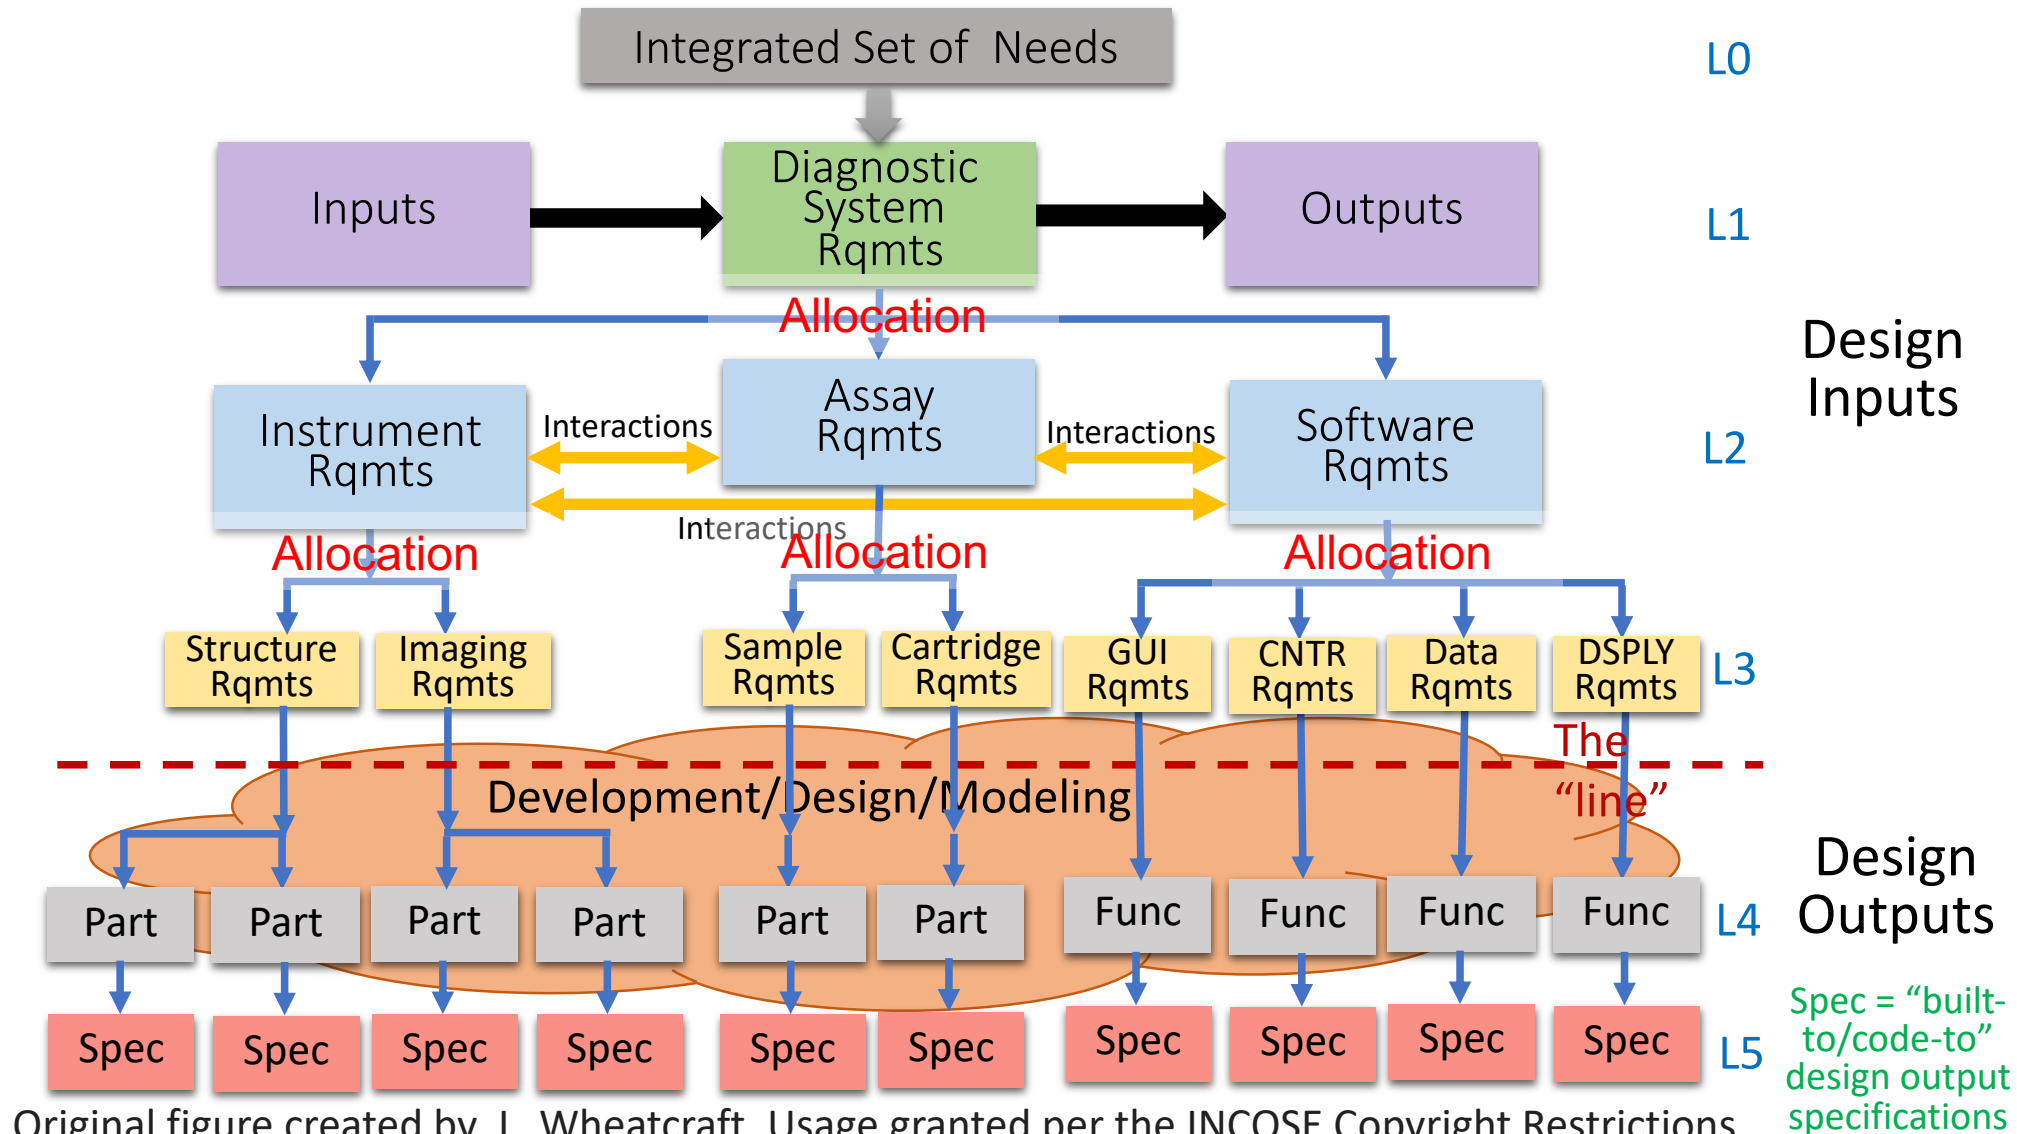 Integrated Set of Needs
L0
Inputs
Diagnostic
System
Rqmts
Outputs
L1
Allocation
Design
Inputs
Instrument
Rqmts
Interactions
Assay
Rqmts
Interactions
Software
Rqmts
L2
Interactions
Allocation
Allocation
Allocation
Structure
Rqmts
Imaging
Rqmts
Sample
Rqmts
Cartridge
Rqmts
GUI
Rqmts
CNTR
Rqmts
Data
Rqmts
DSPLY
Rqmts
L3
The
“line”
Development/Design/Modeling
Design
Outputs
Part
Part
Part
Part
Part
Part
Func
Func
Func
Func
L4
Spec
Spec
Spec
Spec
Spec
Spec
Spec
Spec
Spec
Spec
L5
Spec = “built-
to/code-to”
design output
specifications
Original figure created by L. Wheatcraft. Usage granted per the INCOSE Copyright Restrictions